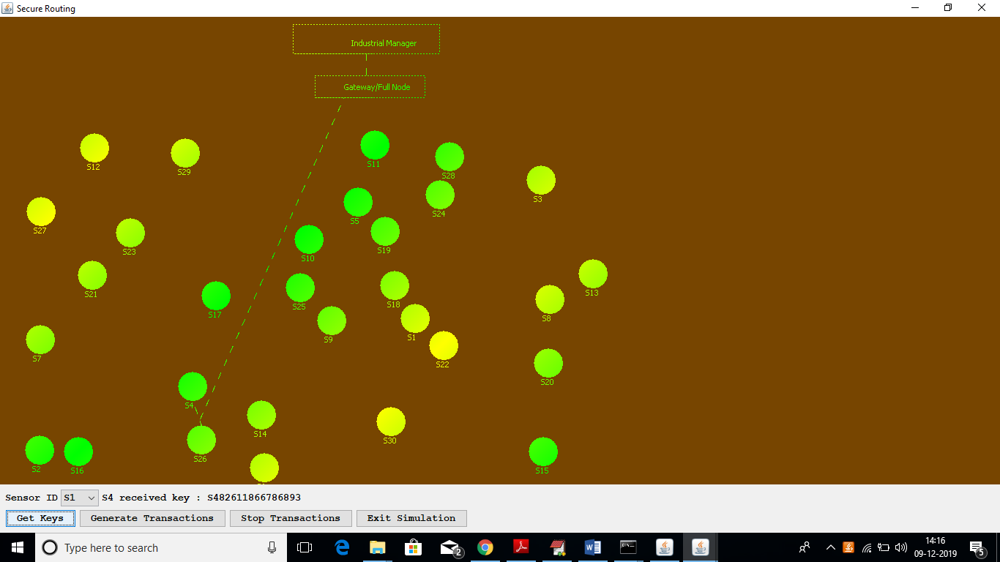 Secure Routing
Industrial Manager
Gateway/Full Node
S12
S29
S11
S28
S3
S27
S23
S5
S24
S10
S19
S21
S17
S25
S18
S13
S8
S7
S9
S1
S22
S20
S4
S14
S30
S2
S16
S26
S15
Sensor ID S1 S4 received key : S482611866786893
Get Keys Generate Transactions Stop Transactions Exit Simulation
Type here to search
2
14:16
09-12-2019
5